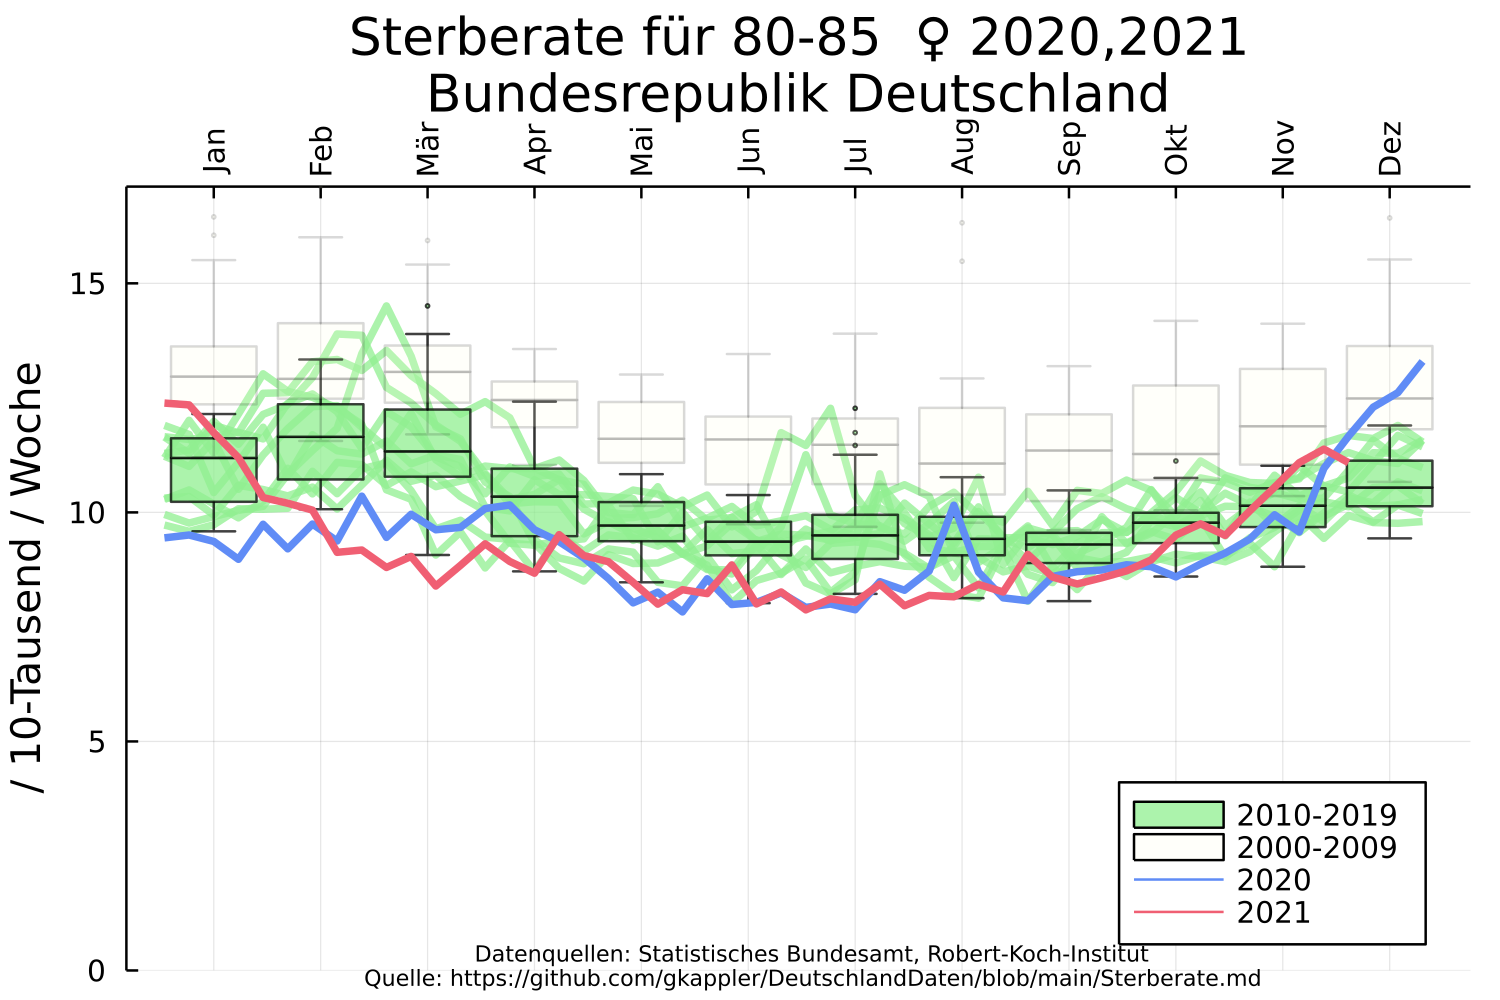 Sterberate für 80-85 ♀ 2020,2021
Bundesrepublik Deutschland
Jan
Feb
Mär
Apr
Mai
Jun
Jul
Aug
Sep
Okt
Nov
Dez
/ 10-Tausend / Woche
15
10
5
0
2010-2019
2000-2009
2020
2021
Datenquellen: Statistisches Bundesamt, Robert-Koch-Institut
Quelle: https://github.com/gkappler/DeutschlandDaten/blob/main/Sterberate.md